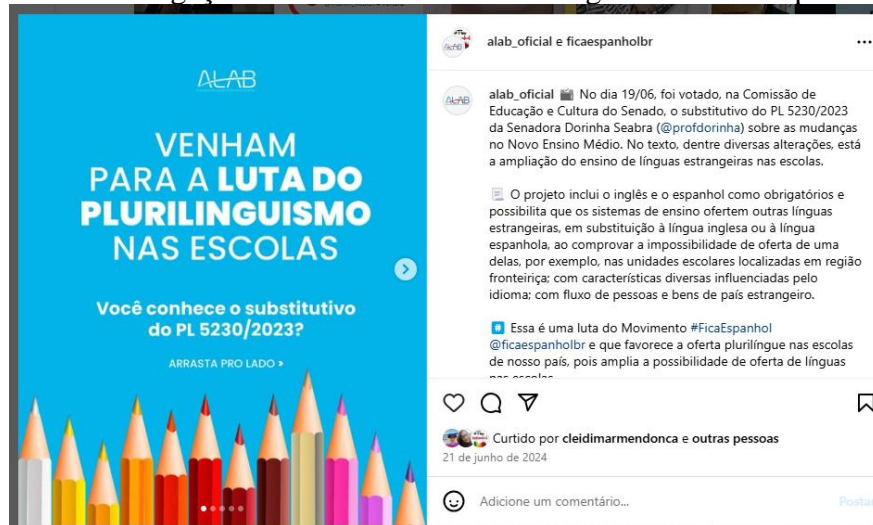 ALAB
VENHAM
PARA A LUTA DO
PLURILINGUISMO
NAS ESCOLAS
Você conhece o substitutivo
do PL 5230/2023?
ARRASTA PRO LADO »
alab_oficial e ficaespanholbr
alab_oficial No dia 19/06, foi votado, na Comissão de
Educação e Cultura do Senado, o substitutivo do PL 5230/2023
da Senadora Dorinha Seabra (@profdorinha) sobre as mudanças
no Novo Ensino Médio. No texto, dentre diversas alterações, está
a ampliação do ensino de línguas estrangeiras nas escolas.
O projeto inclui o inglês e o espanhol como obrigatórios e
possibilita que os sistemas de ensino ofertem outras línguas
estrangeiras, em substituição à língua inglesa ou à língua
espanhola, ao comprovar a impossibilidade de oferta de uma
delas, por exemplo, nas unidades escolares localizadas em região
fronteiriça; com características diversas influenciadas pelo
idioma; com fluxo de pessoas e bens de país estrangeiro.
Essa é uma luta do Movimento #FicaEspanhol
@ficaespanholbr e que favorece a oferta plurilíngue nas escolas
de nosso país, pois amplia a possibilidade de oferta de línguas
nas escolas
Curtido por cleidimarmendonca e outras pessoas
21 de junho de 2024
Adicione um comentário...